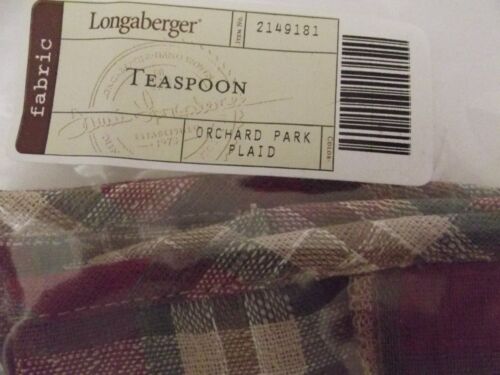 fabric
Longaberger®
Item No.
2149181
TEASPOON
ESTABLISHED
1973
COLOR:
ORCHARD PARK
PLAID